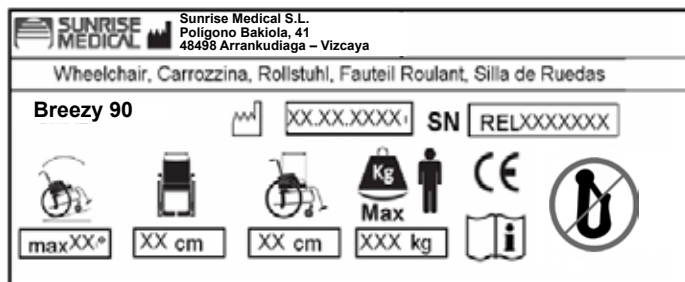 SUNRISE
MEDICAL
Sunrise Medical S.L.
Polígono Bakiola, 41
48498 Arrankudiaga – Vizcaya
Wheelchair, Carrozzina, Rollstuhl, Fauteil Roulant, Silla de Ruedas
Breezy 90
XX.XX.XXXX
SN
RELXXXXXXX
Kg
Max
CE
maxXX.°
XX cm
XX cm
XXX kg
i